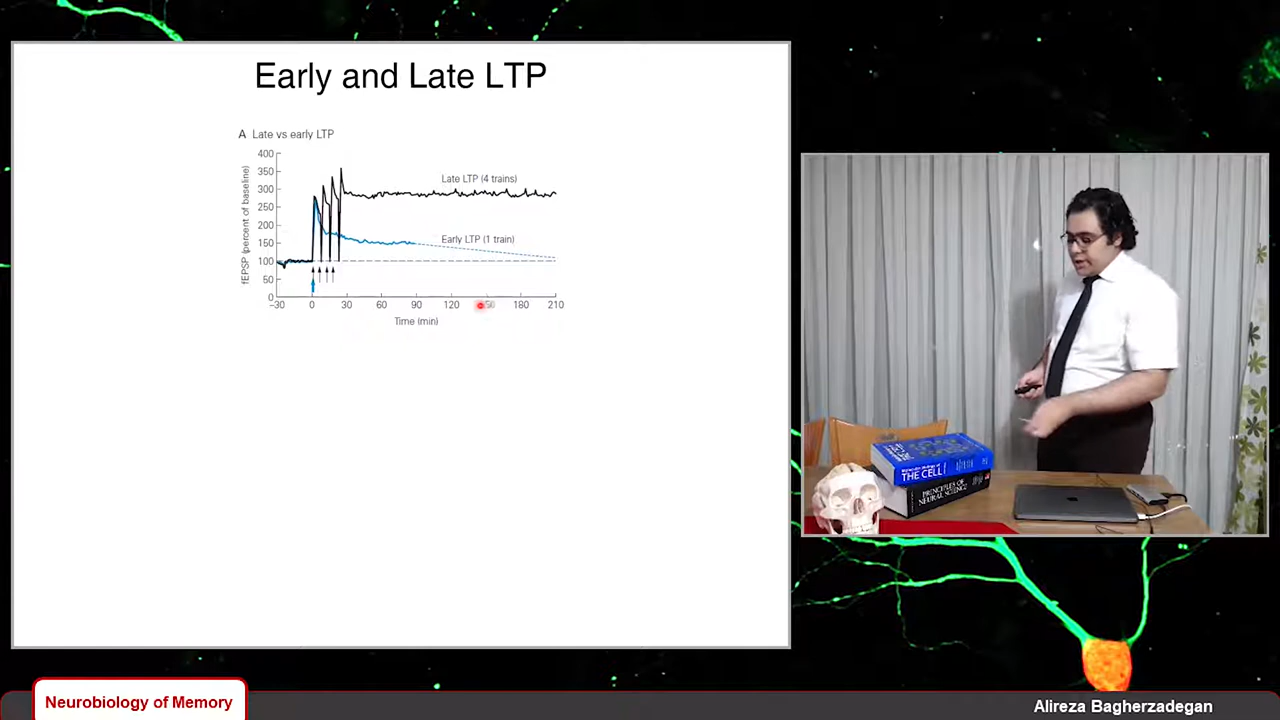 Early and Late LTP
A Late vs early LTP
fEPSP (percent of baseline)
400
350
300
250
200
150
100
50
0
Late LTP (4 trains)
Early LTP (1 train)
-30 0 30 60 90 120 150 180 210
Time (min)
THE CELL
PRINCIPLES OF
NEURAL SCIENCE
Neurobiology of Memory
Alireza Bagherzadegan